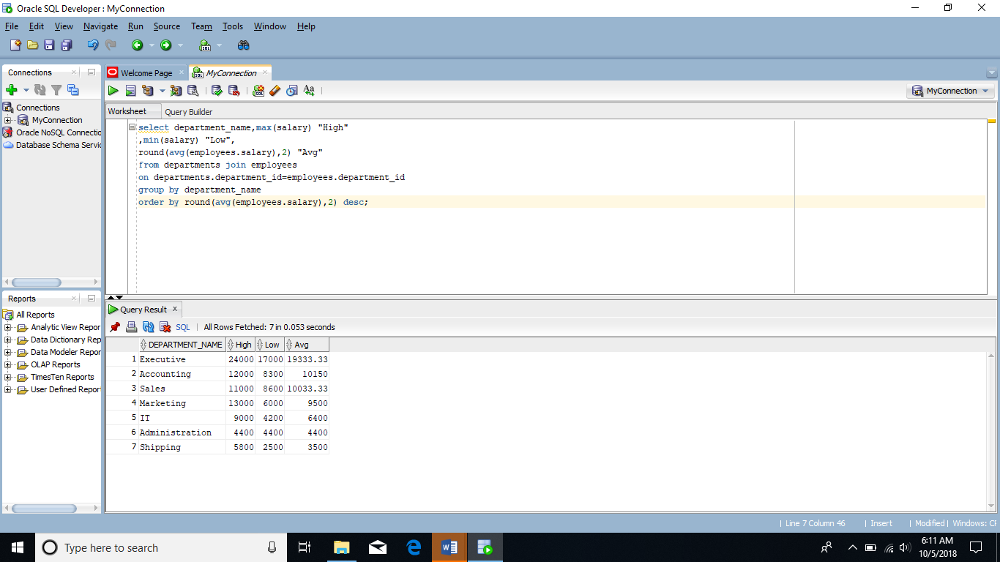 Oracle SQL Developer : MyConnection
File Edit View Navigate Run Source Team Tools Window Help
Connections
Welcome Page
MyConnection
MyConnection
Connections
MyConnection
Oracle NoSQL Connectio
Database Schema Servic
Worksheet
Query Builder
select department_name,max(salary) "High"
,min(salary) "Low",
round(avg(employees.salary),2) "Avg"
from departments join employees
on departments.department_id=employees.department_id
group by department_name
order by round(avg(employees.salary),2) desc;
Reports
All Reports
Analytic View Repor
Data Dictionary Rep
Data Modeler Repor
OLAP Reports
TimesTen Reports
User Defined Repor
Query Result
SQL | All Rows Fetched: 7 in 0.053 seconds
DEPARTMENT_NAME High Low Avg
1 Executive 24000 17000 19333.33
2 Accounting 12000 8300 10150
3 Sales 11000 8600 10033.33
4 Marketing 13000 6000 9500
5 IT 9000 4200 6400
6 Administration 4400 4400 4400
7 Shipping 5800 2500 3500
| Line 7 Column 46 | Insert | Modified | Windows: CF
Type here to search
6:11 AM
10/5/2018